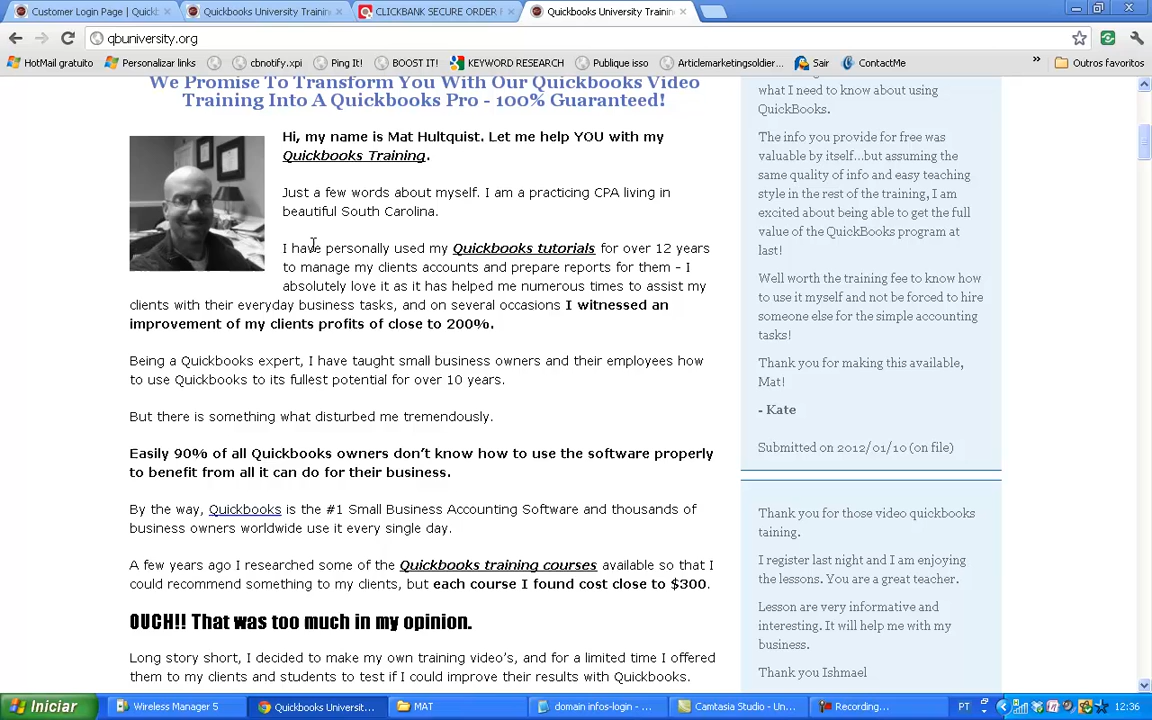 Customer Login Page | Quickb
Quickbooks University Trainin
CLICKBANK SECURE ORDER
Quickbooks University Trainin
qbuniversity.org
HotMail gratuito
Personalizar links
cbnotify.xpi
Ping It!
BOOST IT!
KEYWORD RESEARCH
Publique isso
Articlemarketingsoldier...
Sair
ContactMe
»
Outros favoritos
We Promise To Transform You With Our Quickbooks Video
Training Into A Quickbooks Pro - 100% Guaranteed!
Hi, my name is Mat Hultquist. Let me help YOU with my
Quickbooks Training.
Just a few words about myself. I am a practicing CPA living in
beautiful South Carolina.
I have personally used my Quickbooks tutorials for over 12 years
to manage my clients accounts and prepare reports for them - I
absolutely love it as it has helped me numerous times to assist my
clients with their everyday business tasks, and on several occasions I witnessed an
improvement of my clients profits of close to 200%.
Being a Quickbooks expert, I have taught small business owners and their employees how
to use Quickbooks to its fullest potential for over 10 years.
But there is something what disturbed me tremendously.
Easily 90% of all Quickbooks owners don't know how to use the software properly
to benefit from all it can do for their business.
By the way, Quickbooks is the #1 Small Business Accounting Software and thousands of
business owners worldwide use it every single day.
A few years ago I researched some of the Quickbooks training courses available so that I
could recommend something to my clients, but each course I found cost close to $300.
OUCH!! That was too much in my opinion.
Long story short, I decided to make my own training video's, and for a limited time I offered
them to my clients and students to test if I could improve their results with Quickbooks.
what I need to know about using
QuickBooks.
The info you provide for free was
valuable by itself...but assuming the
same quality of info and easy teaching
style in the rest of the training, I am
excited about being able to get the full
value of the QuickBooks program at
last!
Well worth the training fee to know how
to use it myself and not be forced to hire
someone else for the simple accounting
tasks!
Thank you for making this available,
Mat!
- Kate
Submitted on 2012/01/10 (on file)
Thank you for those video quickbooks
taining.
I register last night and I am enjoying
the lessons. You are a great teacher.
Lesson are very informative and
interesting. It will help me with my
business.
Thank you Ishmael
Iniciar
Wireless Manager 5
Quickbooks Universit...
MAT
domain infos-login - ...
Camtasia Studio - Un...
Recording...
PT
12:36